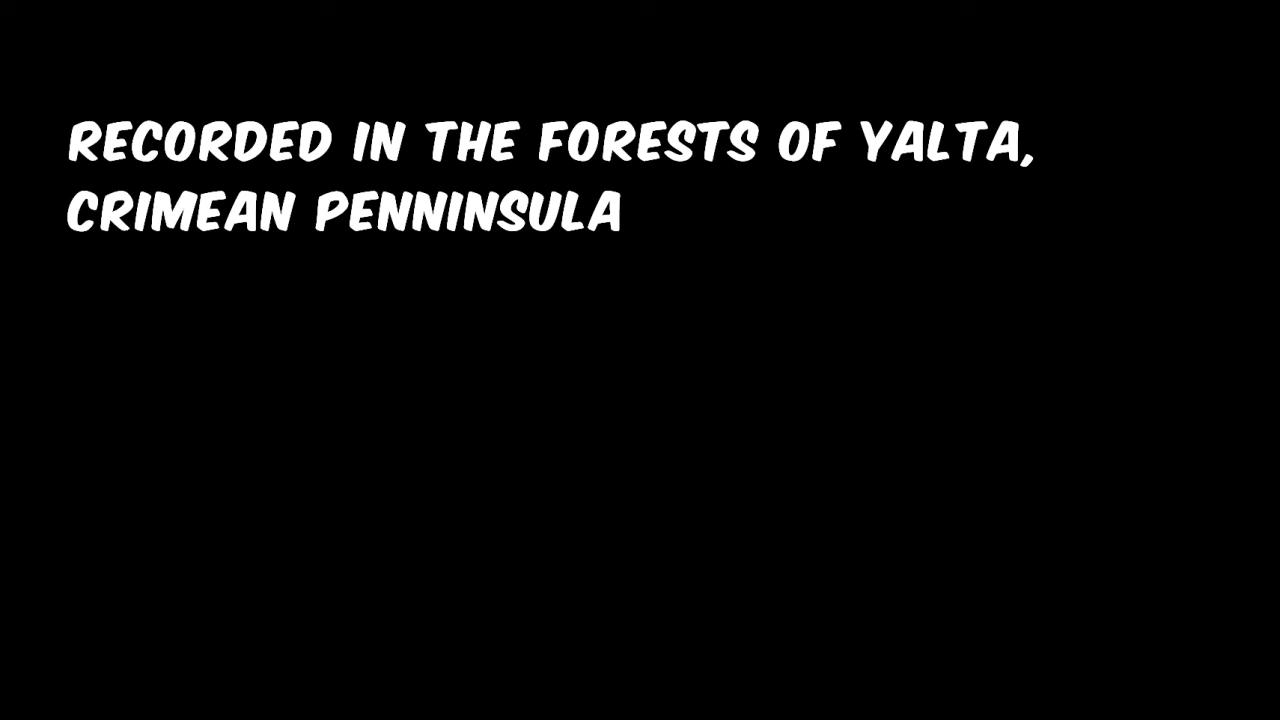 RECORDED IN THE FORESTS OF YALTA,
CRIMEAN PENNINSULA